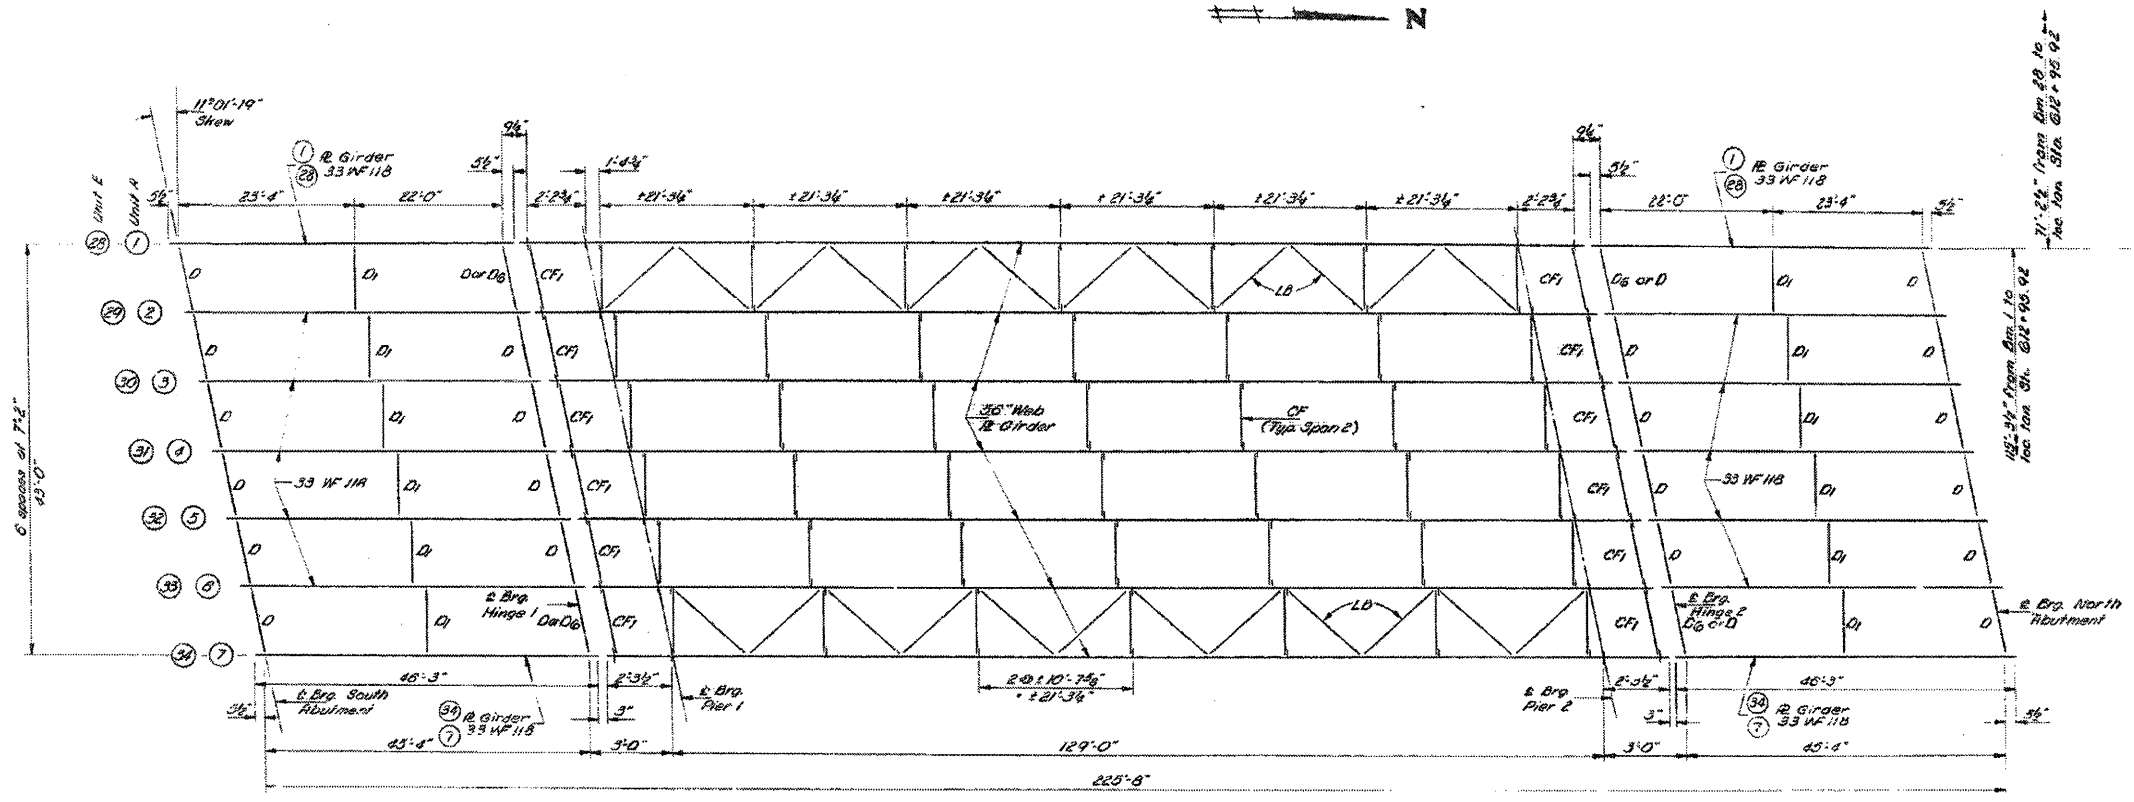 N
11°01'-19"
Skew
Unit E
Unit A
1 ℄ Girder
28 33 WF 118
9½"
5½"
1'-4¾"
9½"
5½"
1 ℄ Girder
28 33 WF 118
5½"
23'-4"
22'-0"
2'-2¾"
±21'-3¼"
±21'-3¼"
±21'-3¼"
±21'-3¼"
±21'-3¼"
±21'-3¼"
2'-2¾"
22'-0"
23'-4"
5½"
28 1
D
D1
D or D6
CF1
LB
CF1
D6 or D
D1
D
29 2
D
D1
D
CF1
CF1
D
D1
D
30 3
D
D1
D
CF1
36" Web
℄ Girder
CF
(Typ. Span 2)
CF1
D
D1
D
31 4
D
33 WF 118
D1
D
CF1
CF1
D
33 WF 118
D1
D
32 5
D
D1
D
CF1
CF1
D
D1
D
33 6
D
D1
℄ Brg.
Hinge 1
D or D6
CF1
LB
CF1
℄ Brg.
Hinge 2
D6 or D
D1
D
℄ Brg. North
Abutment
34 7
6 spaces at 7'-2"
43'-0"
71'-2½" from Bm 28 to
loc. tan. Sta. 612+95.92
from Bm. 1 to
loc. tan. St. 612+95.92
46'-3"
2'-3½"
2 @ ±10'-7⅝"
= ±21'-3¼"
2'-3½"
46'-3"
℄ Brg. South
Abutment
5½"
34 ℄ Girder
7 33 WF 118
3"
℄ Brg.
Pier 1
℄ Brg.
Pier 2
3"
34 ℄ Girder
7 33 WF 118
5½"
45'-4"
3'-0"
129'-0"
3'-0"
45'-4"
225'-8"